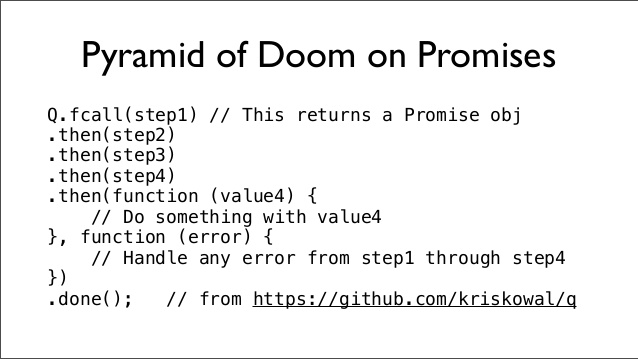 Pyramid of Doom on Promises
Q.fcall(step1) // This returns a Promise obj
.then(step2)
.then(step3)
.then(step4)
.then(function (value4) {
    // Do something with value4
}, function (error) {
    // Handle any error from step1 through step4
})
.done();   // from https://github.com/kriskowal/q